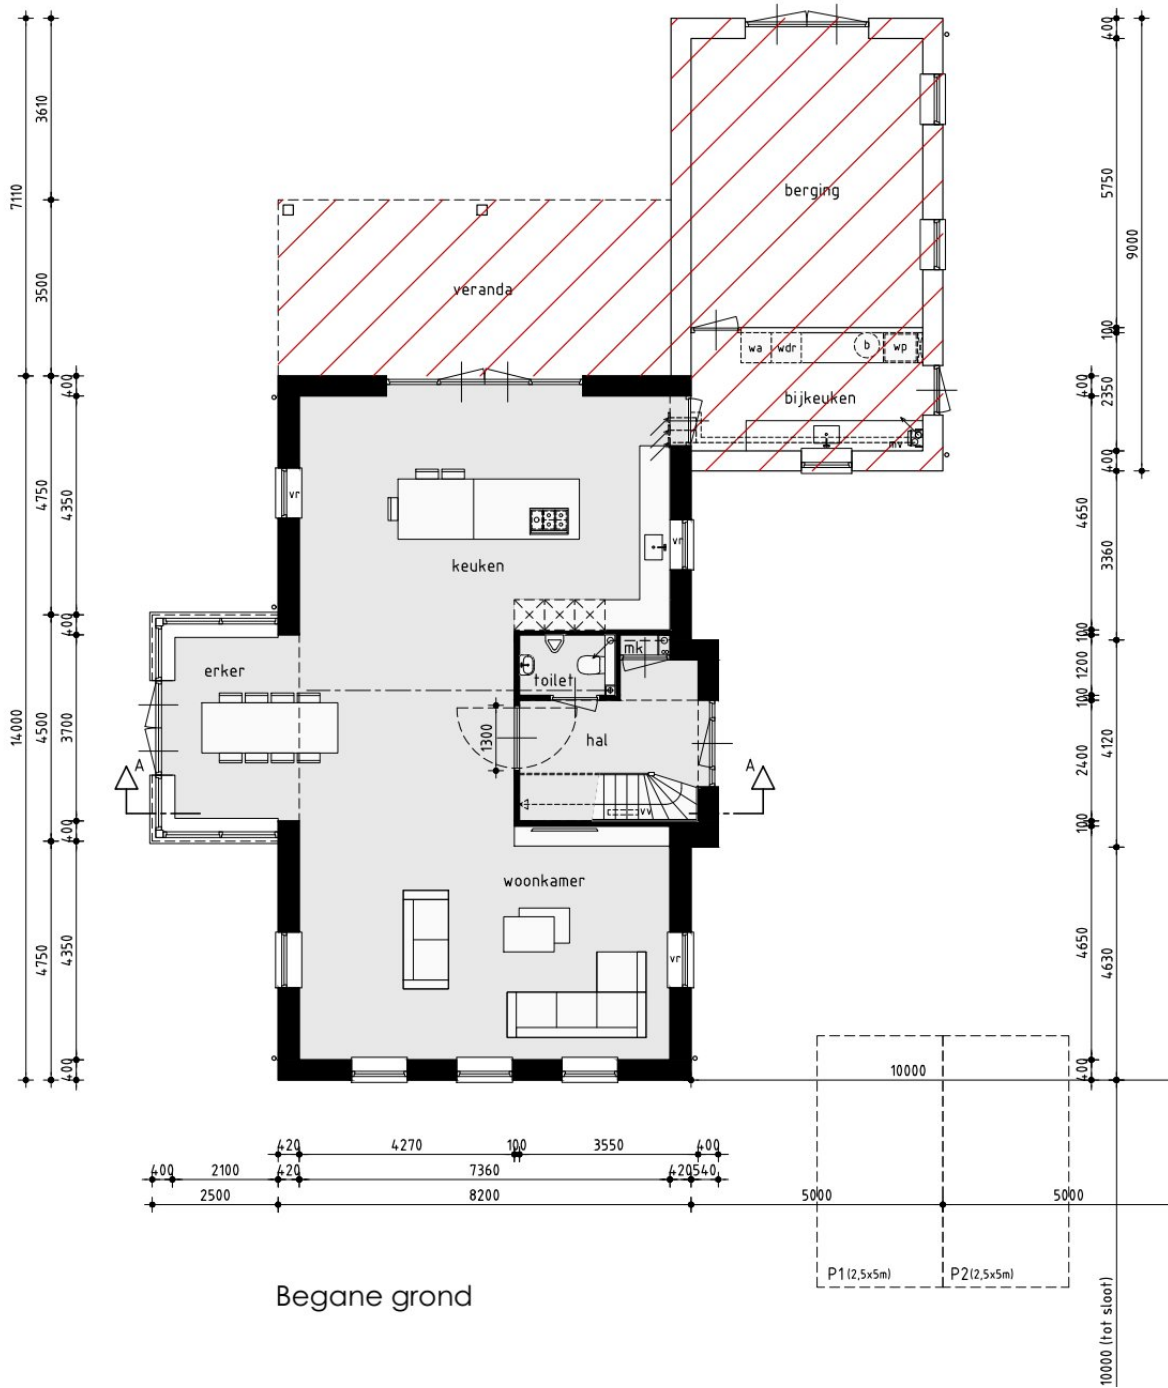 400
3610
berging
5750
7110
9000
3500
veranda
100
wa
wdr
b
wp
400
400
bijkeuken
2350
mv
400
vr
4750
4350
4650
vr
3360
keuken
400
100
mk
erker
toilet
1200
100
14000
4500
3700
1300
hal
2400
4120
A
A
vv
400
100
woonkamer
4750
4350
vr
4650
4630
400
10000
400
420
4270
100
3550
400
400
2100
420
7360
420
540
2500
8200
5000
5000
P1 (2,5x5m)
P2 (2,5x5m)
Begane grond
10000 (tot sloot)